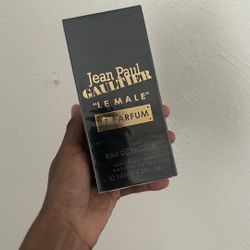 Jean Paul
GAULTIER
"LE MALE"
LE PARFUM
EAU DE PARFUM